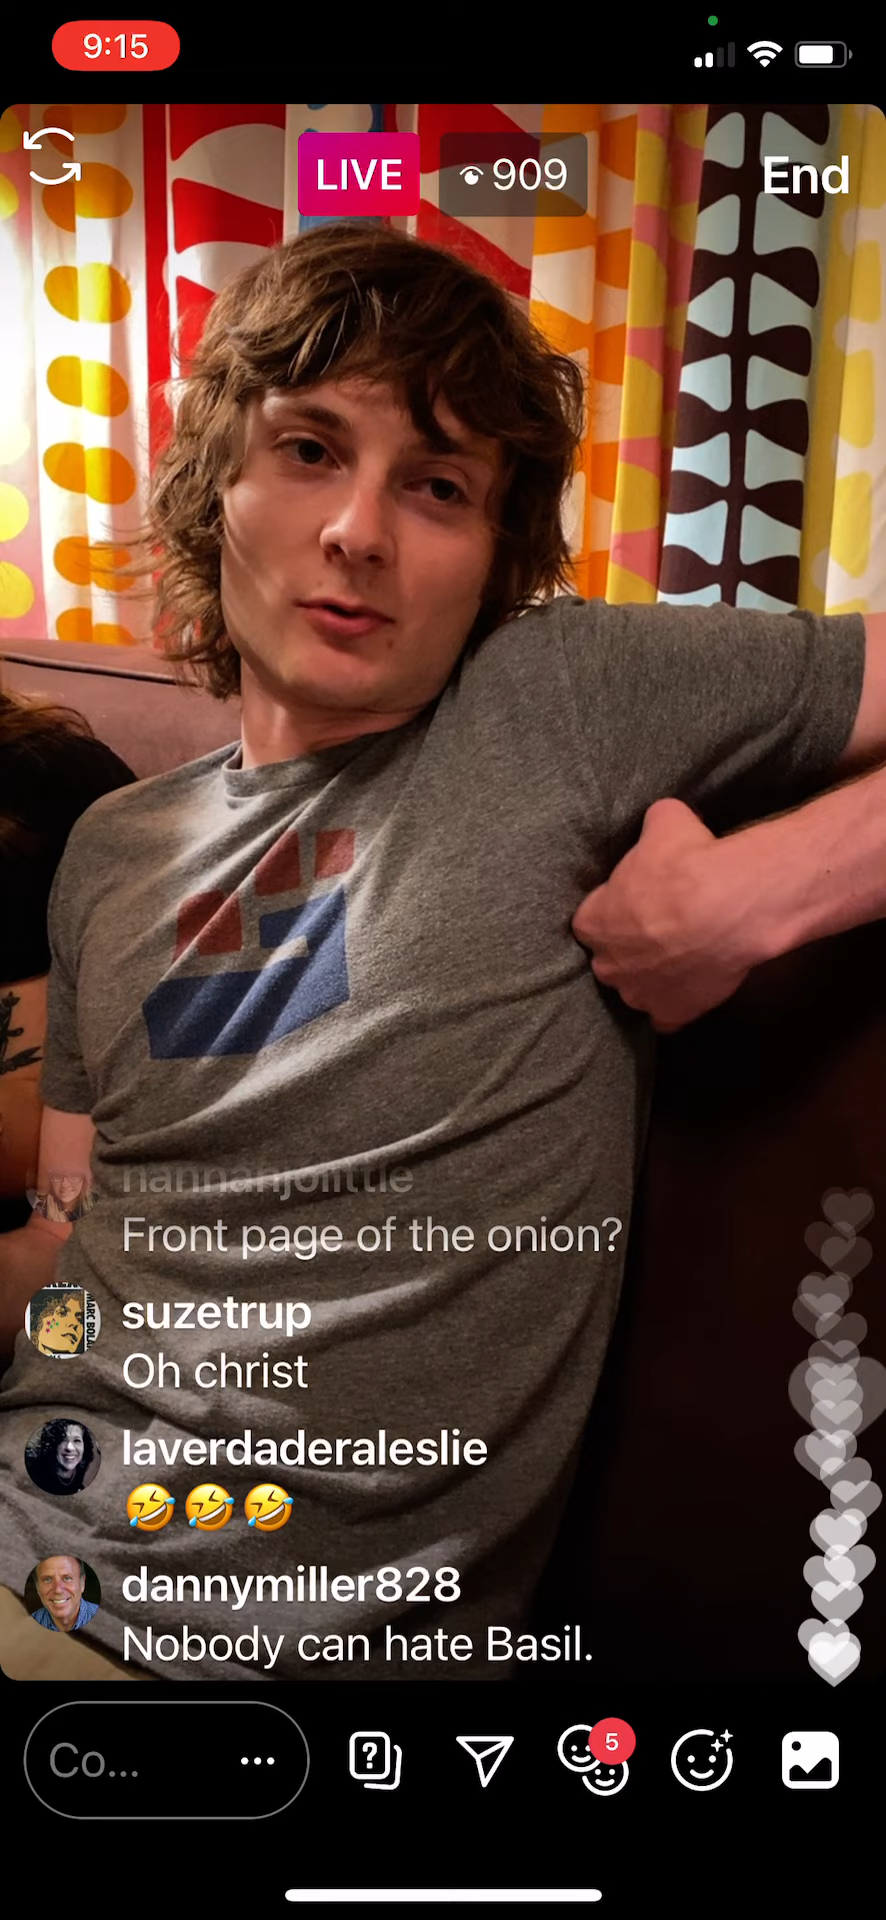 9:15
LIVE
909
End
hannahjolittle
Front page of the onion?
suzetrup
Oh christ
laverdaderaleslie
🤣🤣🤣
dannymiller828
Nobody can hate Basil.
Co...
5